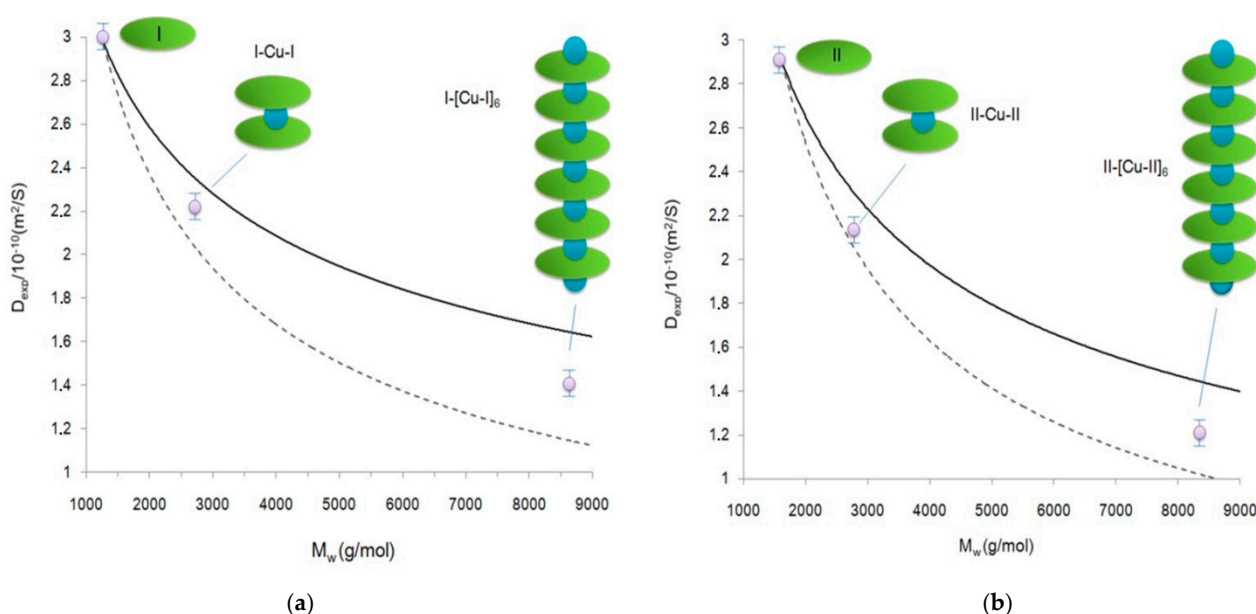 I
I-Cu-I
I-[Cu-I]₆
3
2.8
2.6
2.4
2.2
2
1.8
1.6
1.4
1.2
1
D_exp/10⁻¹⁰(m²/S)
1000 2000 3000 4000 5000 6000 7000 8000 9000
M_w(g/mol)
(a)
II
II-Cu-II
II-[Cu-II]₆
3
2.8
2.6
2.4
2.2
2
1.8
1.6
1.4
1.2
1
D_exp/10⁻¹⁰(m²/S)
1000 2000 3000 4000 5000 6000 7000 8000 9000
M_w(g/mol)
(b)